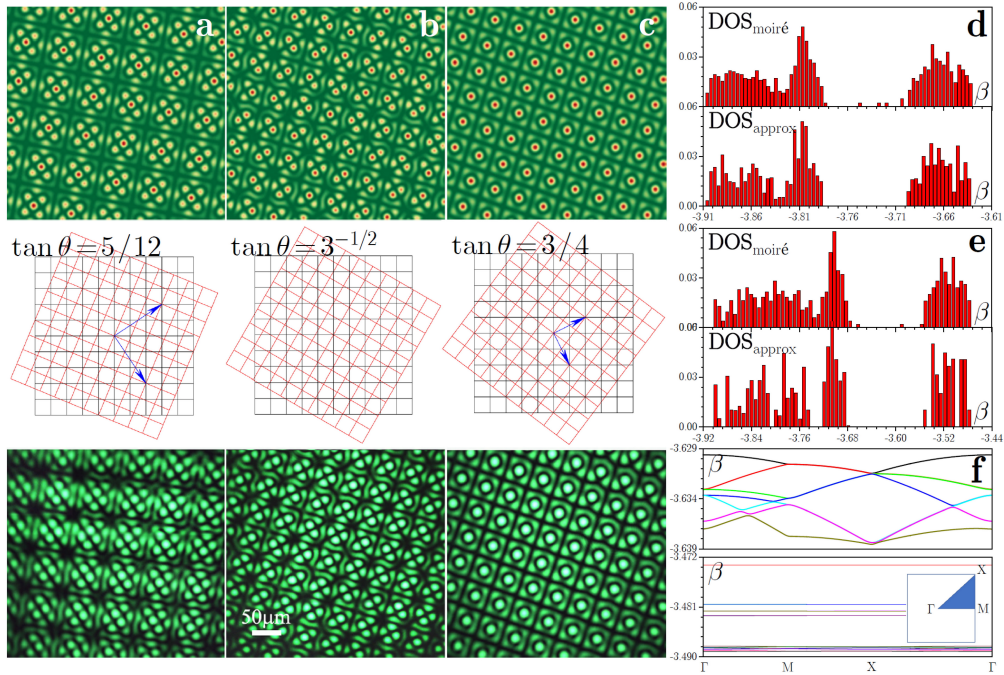 a
b
c
tan θ = 5/12
tan θ = 3^{-1/2}
tan θ = 3/4
50μm
0.06
DOS_moiré
d
0.03
β
0.00
0.06
DOS_approx
0.03
β
0.00
-3.91
-3.86
-3.81
-3.76
-3.71
-3.66
-3.61
0.06
DOS_moiré
e
0.03
β
DOS_approx
0.03
β
0.00
-3.92
-3.84
-3.76
-3.68
-3.60
-3.52
-3.44
-3.629
β
f
-3.634
-3.639
-3.472
β
X
-3.481
Γ
M
-3.490
Γ
M
X
Γ